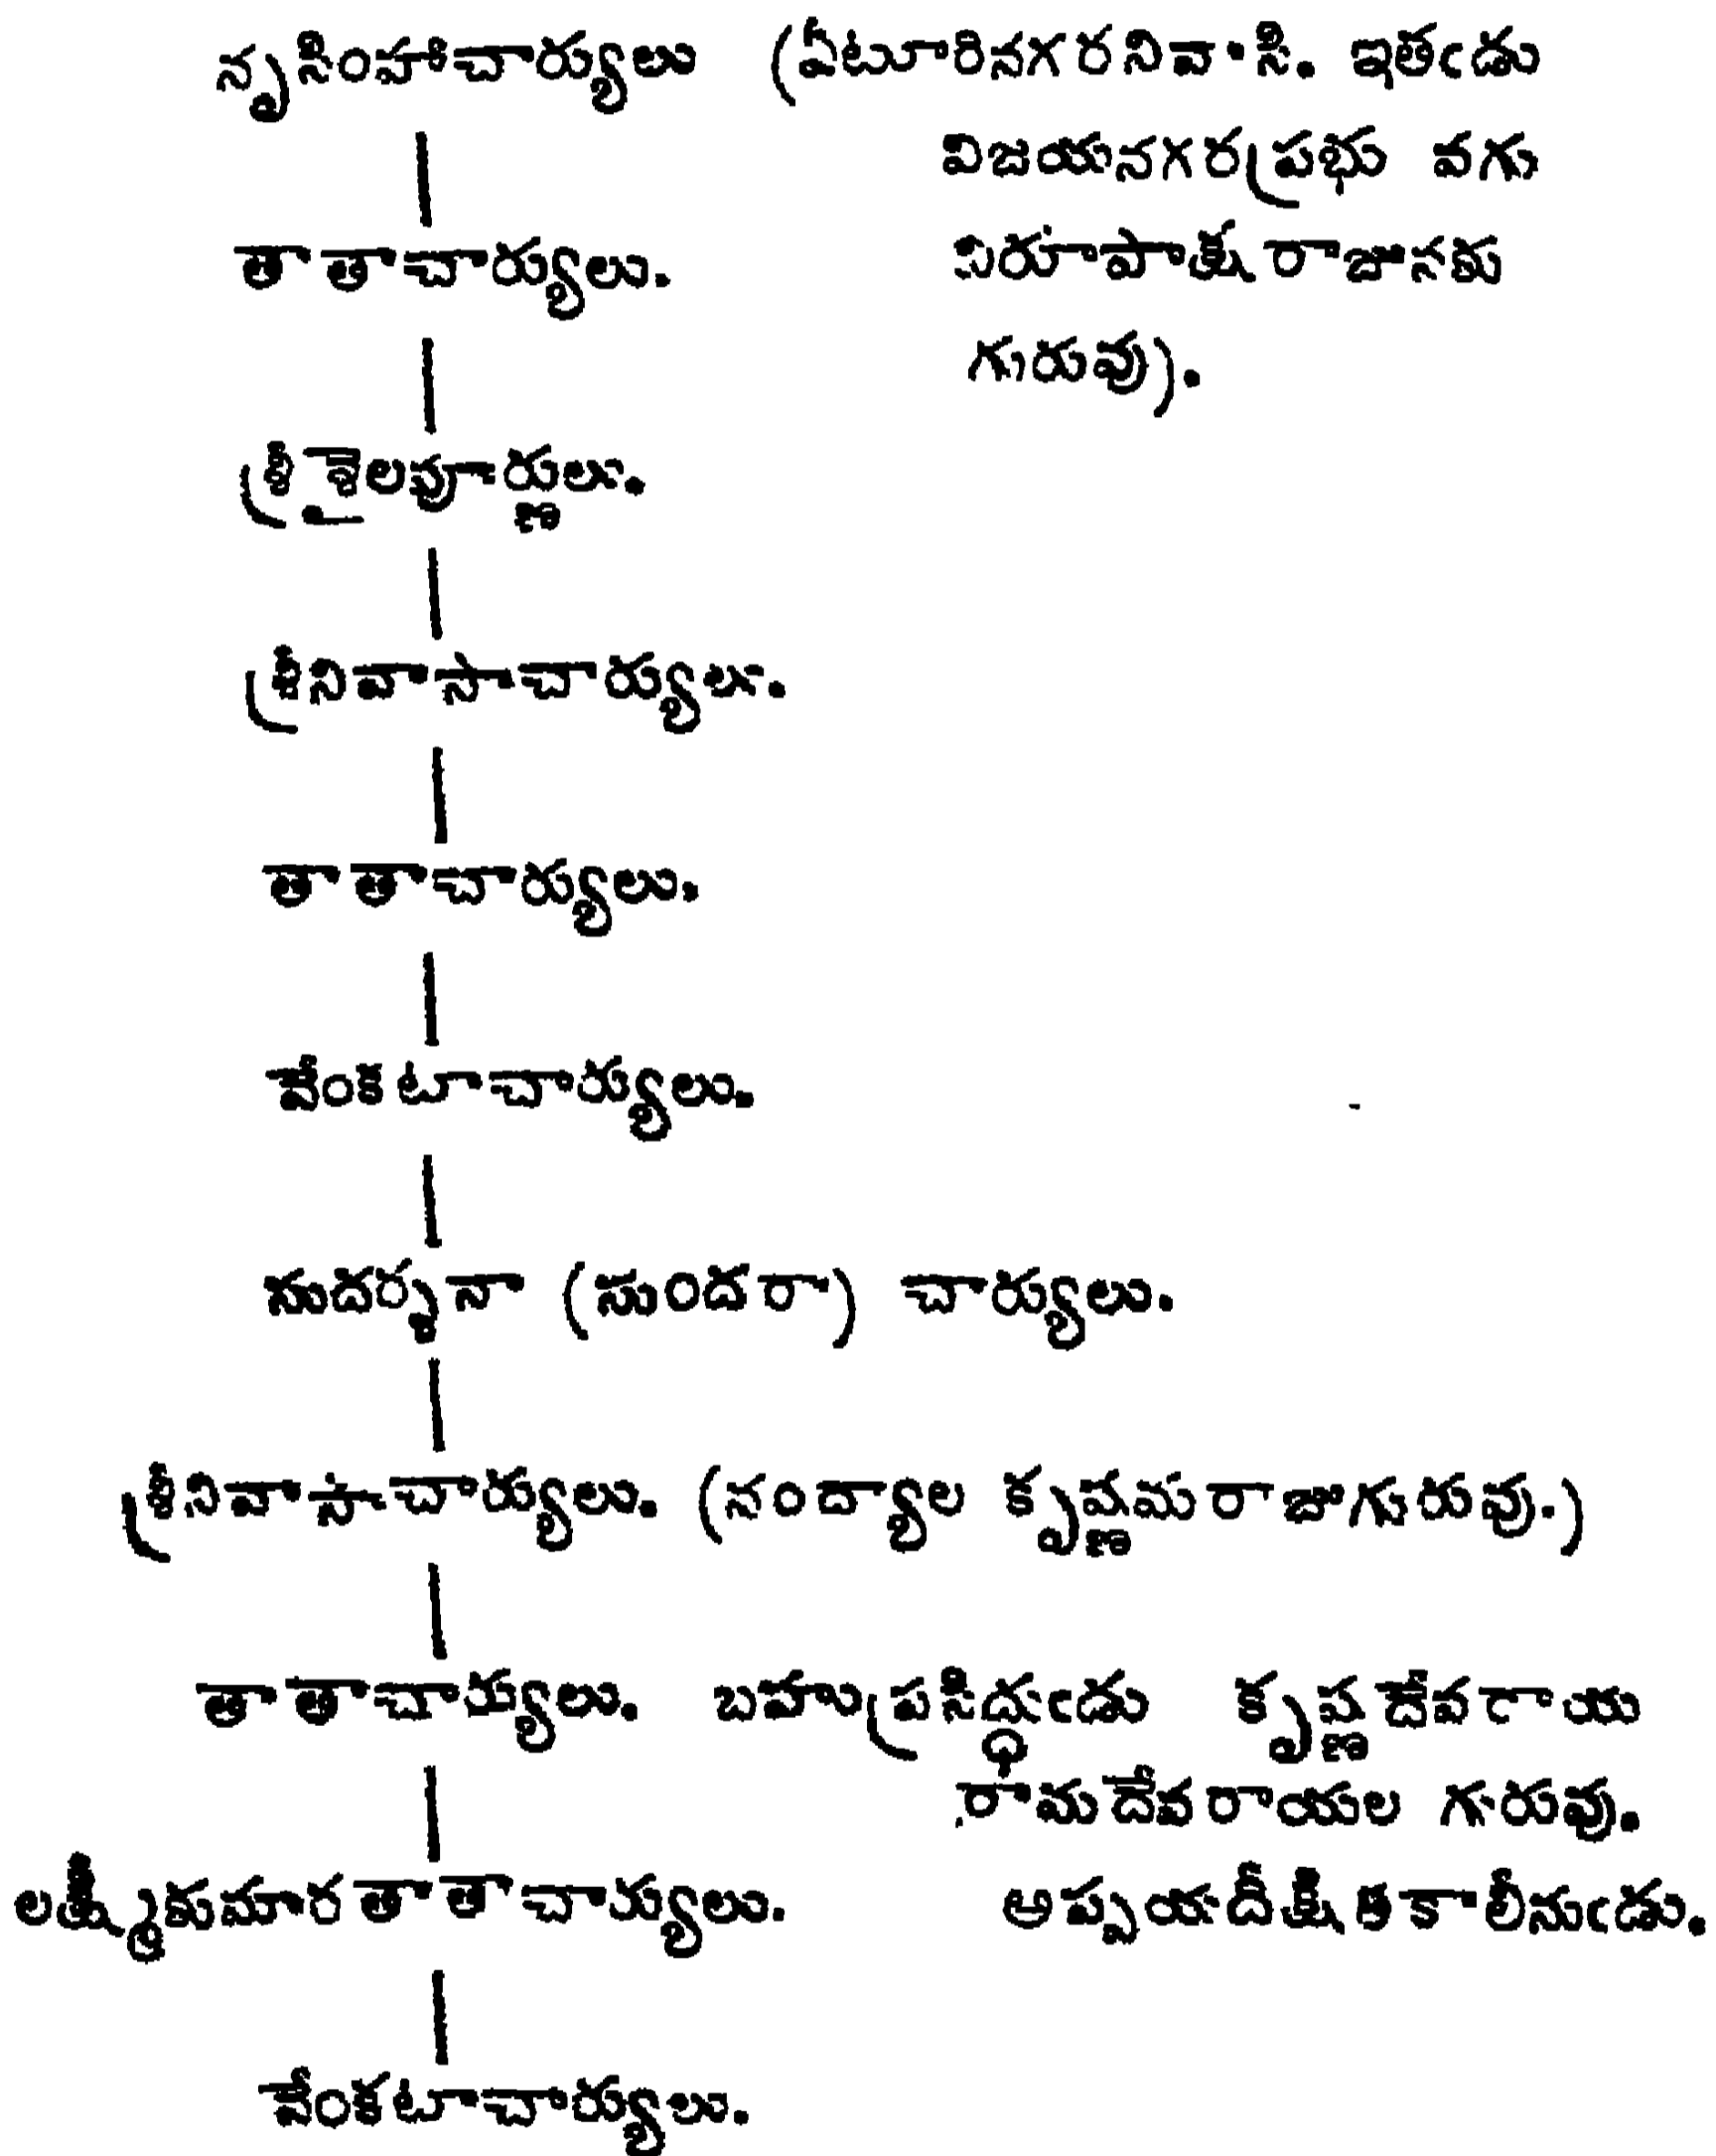 నృసింహాచార్యులు (ఏటూరినగరనివాసి. ఇతఁడు
విజయనగరప్రభు వగు
తాతాచార్యులు. విరూపాక్షరాజునకు
గురువు).
శ్రీశైలపూర్ణులు.
శ్రీనివాసాచార్యులు.
తాతాచార్యులు.
వేంకటాచార్యులు.
సుదర్శనా (సుందరా) చార్యులు.
శ్రీనివాసాచార్యులు. (నంద్యాల కృష్ణమరాజుగురువు.)
తాతాచార్యులు. బహుప్రసిద్ధుఁడు కృష్ణదేవరాయ
రామదేవరాయల గురువు.
లక్ష్మీకుమారతాతాచార్యులు. అప్పయదీక్షితకాలీనుఁడు.
వేంకటాచార్యులు.